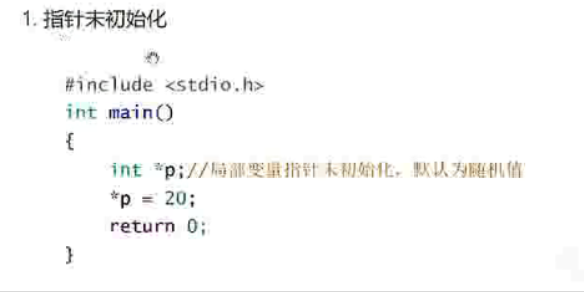 1. 指针未初始化
#include <stdio.h>
int main()
{
int *p;//局部变量指针未初始化，默认为随机值
*p = 20;
return 0;
}